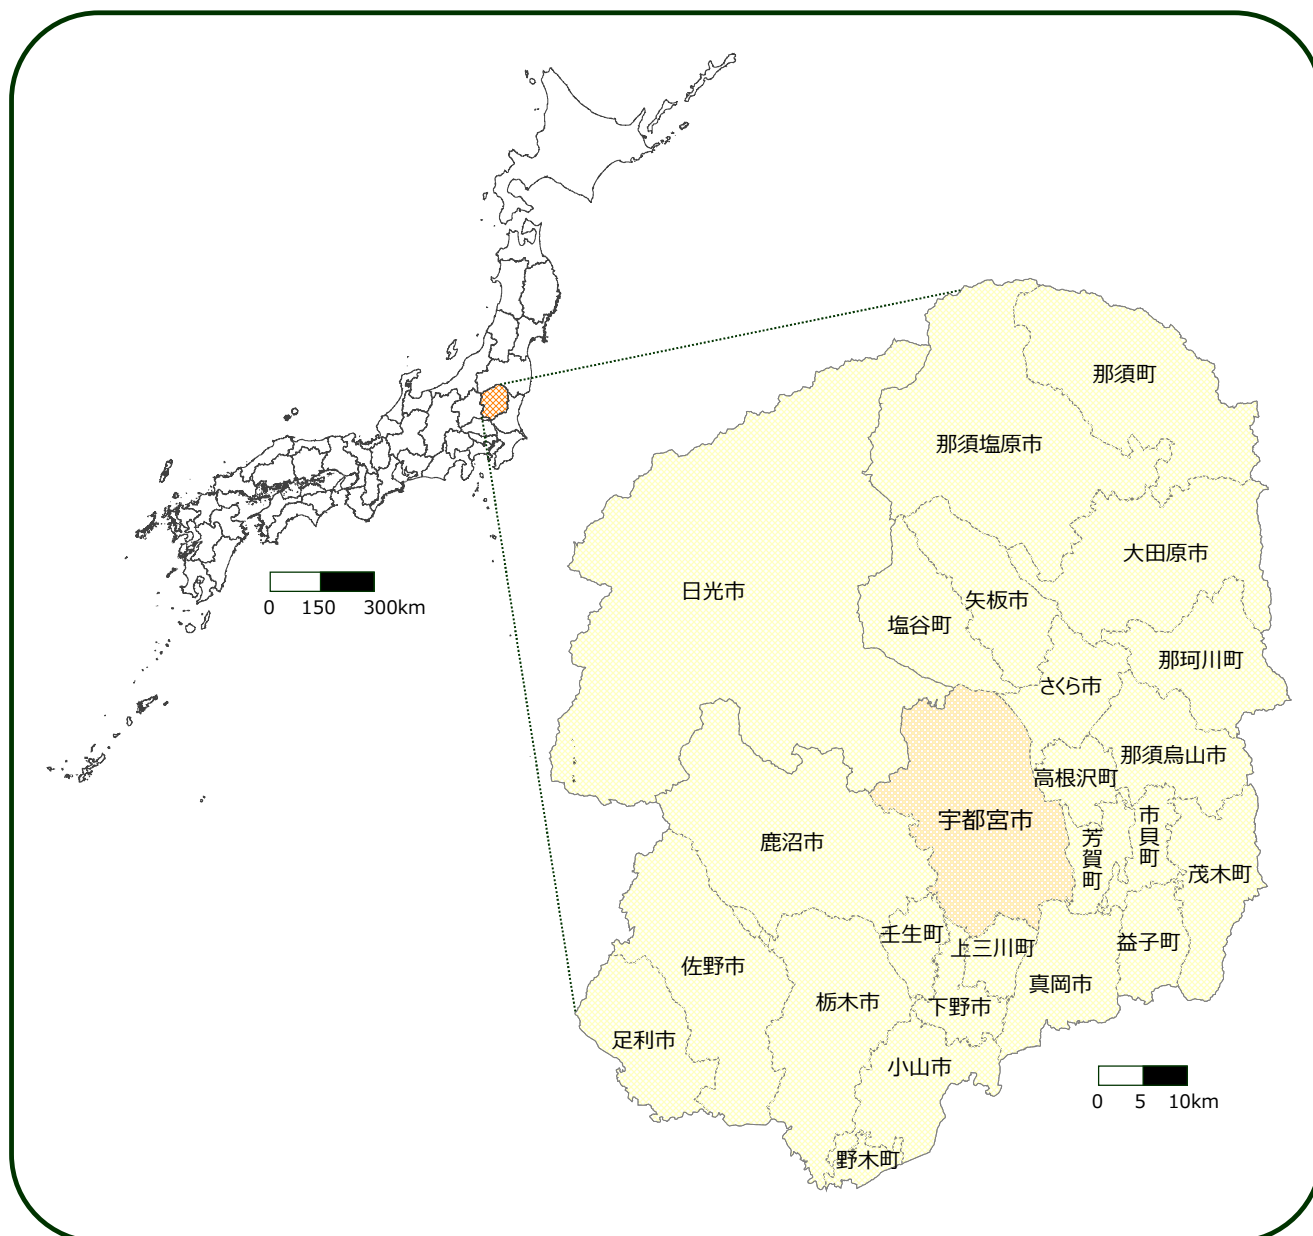 那須町
那須塩原市
大田原市
日光市
矢板市
塩谷町
那珂川町
さくら市
那須烏山市
高根沢町
宇都宮市
市貝町
鹿沼市
芳賀町
茂木町
壬生町
上三川町
益子町
佐野市
真岡市
栃木市
下野市
足利市
小山市
野木町
0 150 300km
0 5 10km